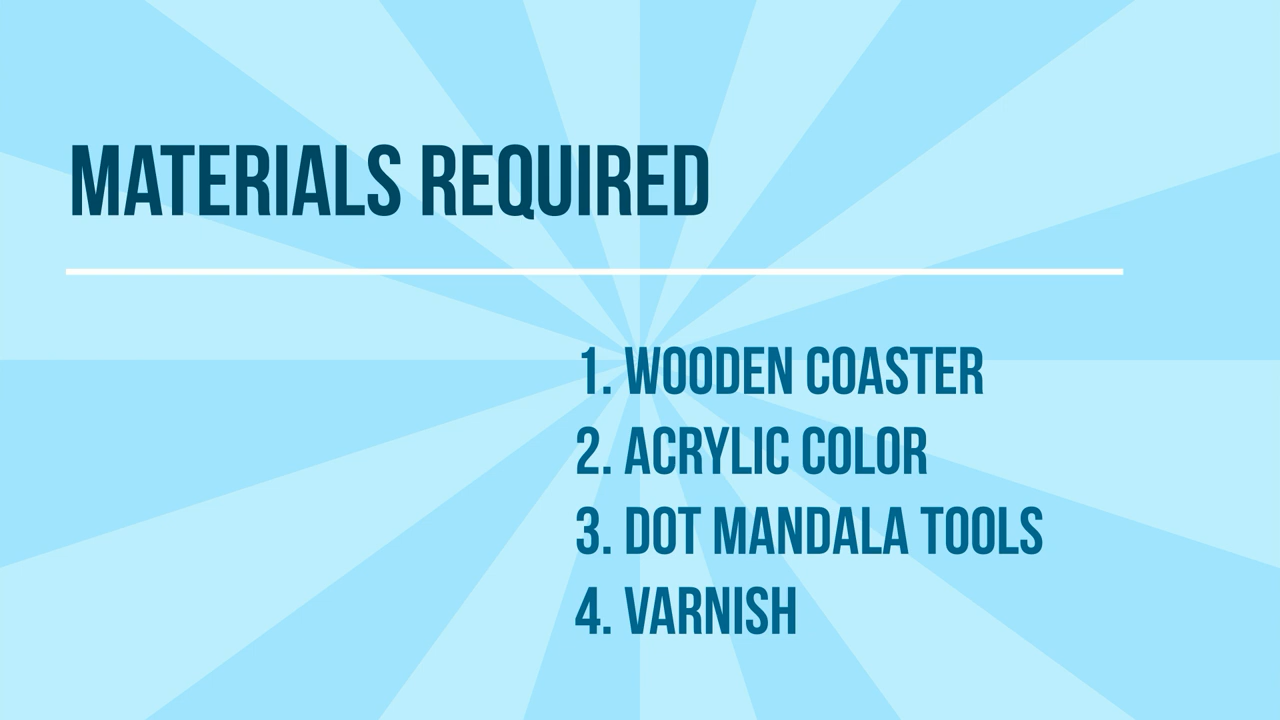 MATERIALS REQUIRED
1. WOODEN COASTER
2. ACRYLIC COLOR
3. DOT MANDALA TOOLS
4. VARNISH